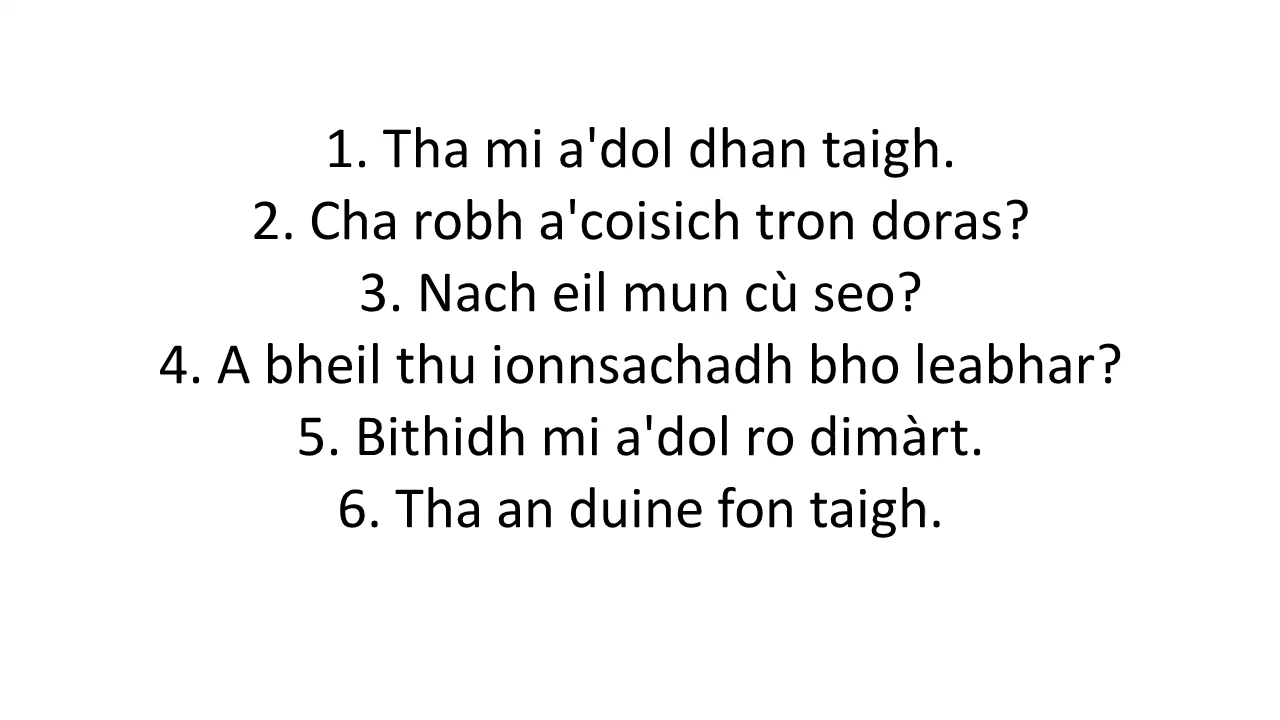 1. Tha mi a'dol dhan taigh.
2. Cha robh a'coisich tron doras?
3. Nach eil mun cù seo?
4. A bheil thu ionnsachadh bho leabhar?
5. Bithidh mi a'dol ro dimàrt.
6. Tha an duine fon taigh.